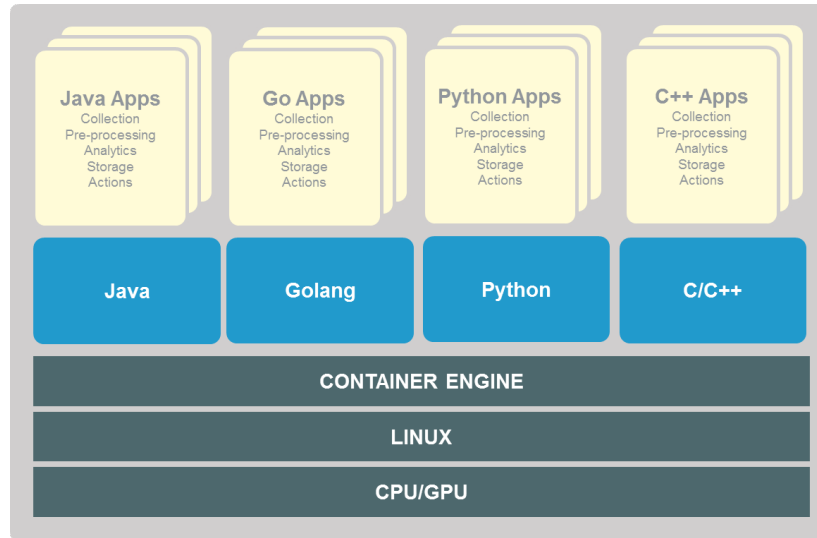 Java Apps
Collection
Pre-processing
Analytics
Storage
Actions
Go Apps
Collection
Pre-processing
Analytics
Storage
Actions
Python Apps
Collection
Pre-processing
Analytics
Storage
Actions
C++ Apps
Collection
Pre-processing
Analytics
Storage
Actions
Java
Golang
Python
C/C++
CONTAINER ENGINE
LINUX
CPU/GPU